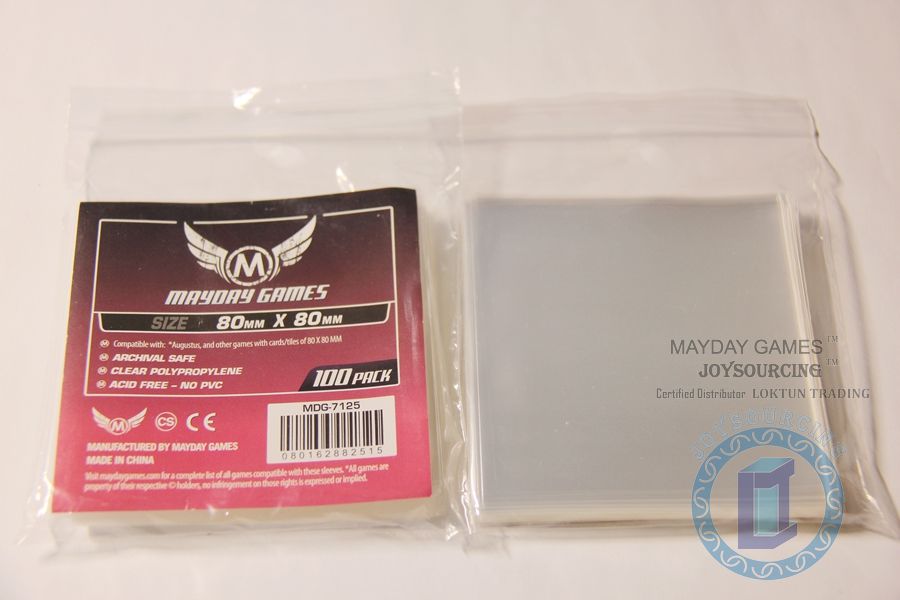 M
MAYDAY GAMES
SIZE 80MM X 80MM
M Compatible with: *Augustus, and other games with cards/tiles of 80 X 80 MM
M ARCHIVAL SAFE
M CLEAR POLYPROPYLENE
M ACID FREE – NO PVC
100 PACK
MDG-7125
080162882515
M CS CE
MANUFACTURED BY MAYDAY GAMES
MADE IN CHINA
Visit maydaygames.com for a complete list of all games compatible with these sleeves. *All games are
property of their respective © holders, no infringement on those rights is expressed or implied.
MAYDAY GAMES™
JOYSOURCING™
Certified Distributor LOKTUN TRADING
JOYSOURCING